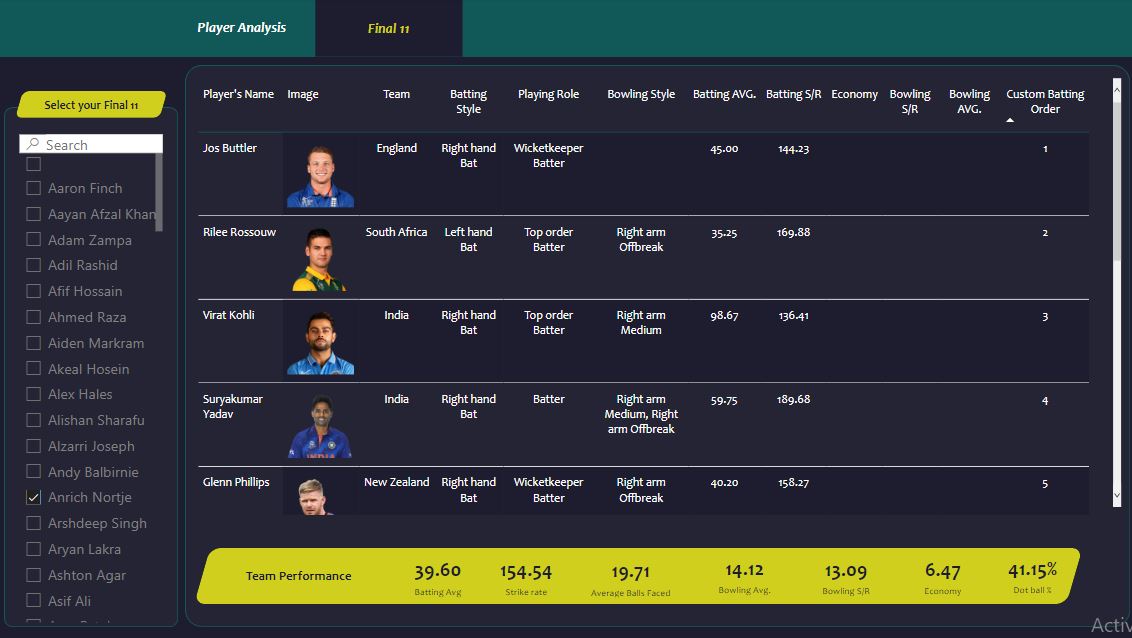 Player Analysis
Final 11
Select your Final 11
Search
Aaron Finch
Aayan Afzal Khan
Adam Zampa
Adil Rashid
Afif Hossain
Ahmed Raza
Aiden Markram
Akeal Hosein
Alex Hales
Alishan Sharafu
Alzarri Joseph
Andy Balbirnie
Anrich Nortje
Arshdeep Singh
Aryan Lakra
Ashton Agar
Asif Ali
Player's Name Image Team Batting Style Playing Role Bowling Style Batting AVG. Batting S/R Economy Bowling S/R Bowling AVG. Custom Batting Order
Jos Buttler England Right hand Bat Wicketkeeper Batter 45.00 144.23 1
Rilee Rossouw South Africa Left hand Bat Top order Batter Right arm Offbreak 35.25 169.88 2
Virat Kohli India Right hand Bat Top order Batter Right arm Medium 98.67 136.41 3
Suryakumar Yadav India Right hand Bat Batter Right arm Medium, Right arm Offbreak 59.75 189.68 4
INDIA
Glenn Phillips New Zealand Right hand Bat Wicketkeeper Batter Right arm Offbreak 40.20 158.27 5
Team Performance
39.60 154.54 19.71 14.12 13.09 6.47 41.15%
Batting Avg Strike rate Average Balls Faced Bowling Avg. Bowling S/R Economy Dot ball %
Activ